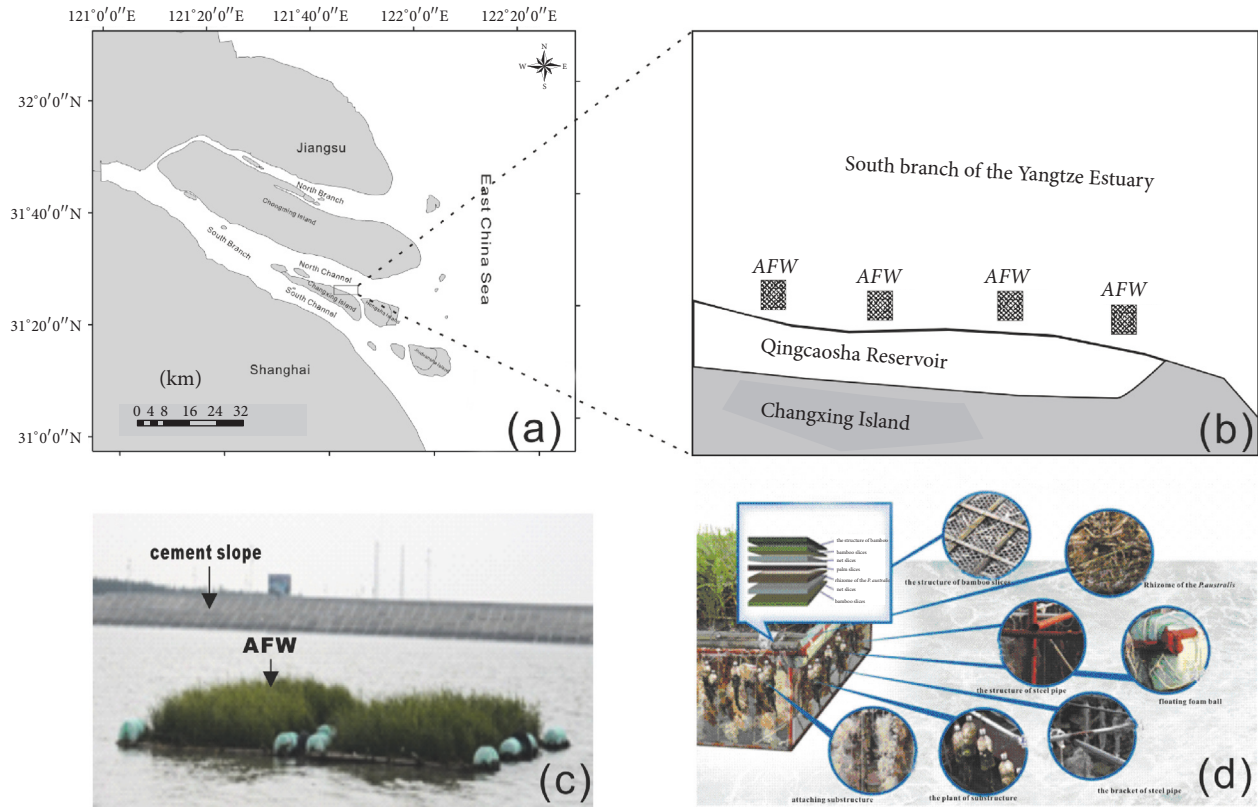 121°0′0″E 121°20′0″E 121°40′0″E 122°0′0″E 122°20′0″E
N
W E
S
32°0′0″N
31°40′0″N
31°20′0″N
31°0′0″N
Jiangsu
North Branch
Chongming Island
South Branch
North Channel
Changxing Island
South Channel
Hengsha Island
East China Sea
Shanghai
(km)
0 4 8 16 24 32
(a)
South branch of the Yangtze Estuary
AFW AFW AFW AFW
Qingcaosha Reservoir
Changxing Island
(b)
cement slope
AFW
(c)
the structure of bamboo
bamboo slices
net slices
palm slices
rhizome of the P.australis
net slices
bamboo slices
the structure of bamboo slices
Rhizome of the P.australis
the structure of steel pipe
floating foam ball
attaching substructure
the plant of substructure
the bracket of steel pipe
(d)